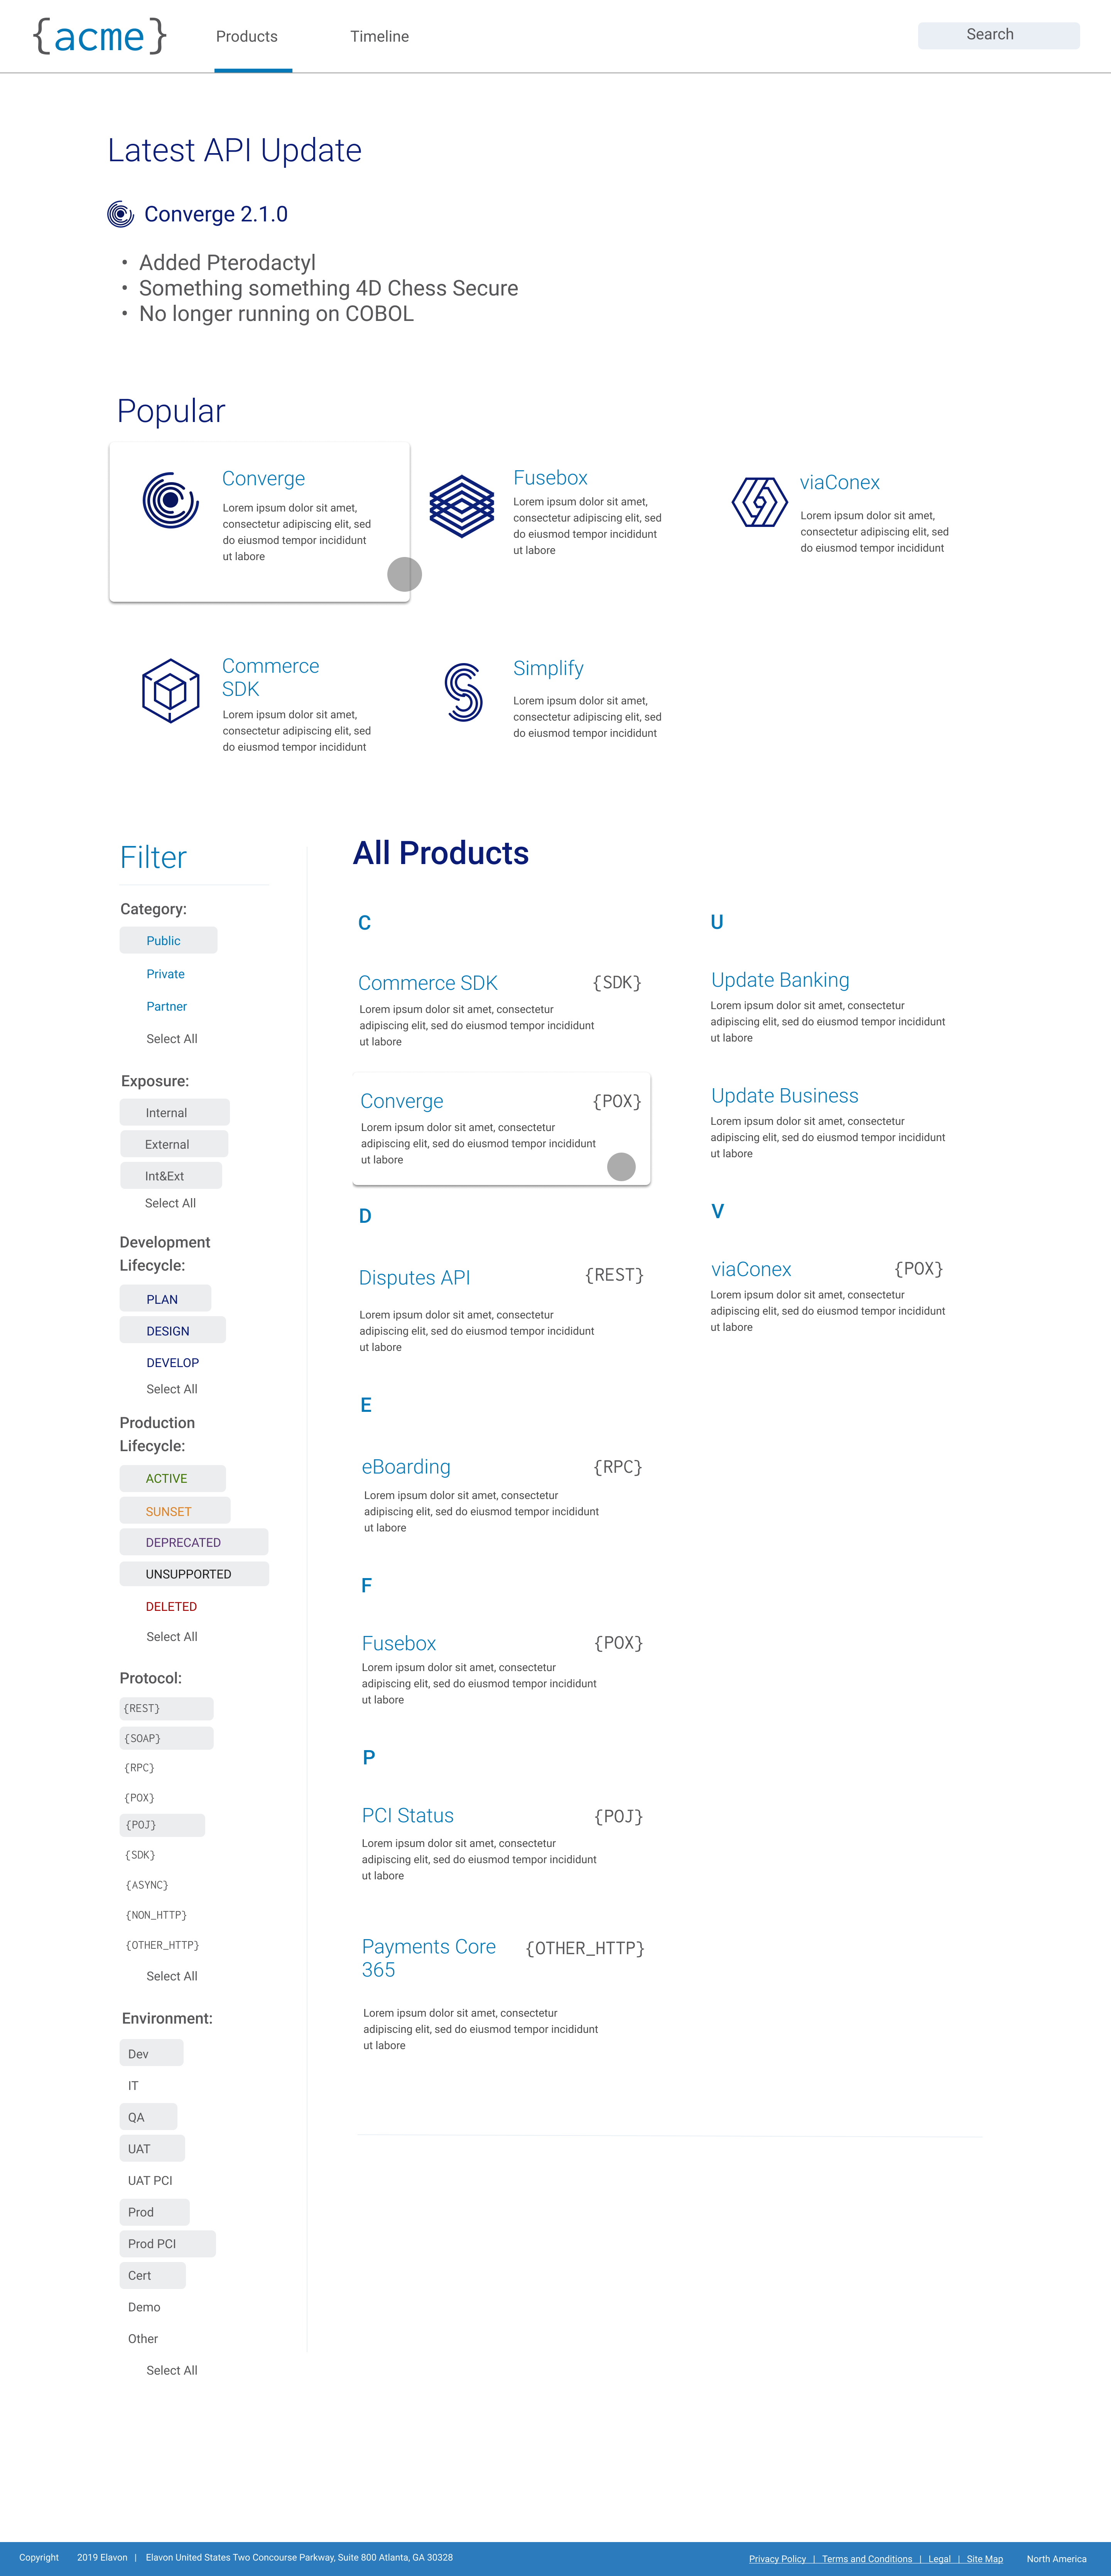 {acme}
Products
Timeline
Search
Latest API Update
Converge 2.1.0
• Added Pterodactyl
• Something something 4D Chess Secure
• No longer running on COBOL
Popular
Converge
Lorem ipsum dolor sit amet,
consectetur adipiscing elit, sed
do eiusmod tempor incididunt
ut labore
Fusebox
Lorem ipsum dolor sit amet,
consectetur adipiscing elit, sed
do eiusmod tempor incididunt
ut labore
viaConex
Lorem ipsum dolor sit amet,
consectetur adipiscing elit, sed
do eiusmod tempor incididunt
Commerce
SDK
Lorem ipsum dolor sit amet,
consectetur adipiscing elit, sed
do eiusmod tempor incididunt
Simplify
Lorem ipsum dolor sit amet,
consectetur adipiscing elit, sed
do eiusmod tempor incididunt
Filter
Category:
Public
Private
Partner
Select All
Exposure:
Internal
External
Int&Ext
Select All
Development
Lifecycle:
PLAN
DESIGN
DEVELOP
Select All
Production
Lifecycle:
ACTIVE
SUNSET
DEPRECATED
UNSUPPORTED
DELETED
Select All
Protocol:
{REST}
{SOAP}
{RPC}
{POX}
{POJ}
{SDK}
{ASYNC}
{NON_HTTP}
{OTHER_HTTP}
Select All
Environment:
Dev
IT
QA
UAT
UAT PCI
Prod
Prod PCI
Cert
Demo
Other
Select All
All Products
C
Commerce SDK {SDK}
Lorem ipsum dolor sit amet, consectetur
adipiscing elit, sed do eiusmod tempor incididunt
ut labore
Converge {POX}
Lorem ipsum dolor sit amet, consectetur
adipiscing elit, sed do eiusmod tempor incididunt
ut labore
D
Disputes API {REST}
Lorem ipsum dolor sit amet, consectetur
adipiscing elit, sed do eiusmod tempor incididunt
ut labore
E
eBoarding {RPC}
Lorem ipsum dolor sit amet, consectetur
adipiscing elit, sed do eiusmod tempor incididunt
ut labore
F
Fusebox {POX}
Lorem ipsum dolor sit amet, consectetur
adipiscing elit, sed do eiusmod tempor incididunt
ut labore
P
PCI Status {POJ}
Lorem ipsum dolor sit amet, consectetur
adipiscing elit, sed do eiusmod tempor incididunt
ut labore
Payments Core {OTHER_HTTP}
365
Lorem ipsum dolor sit amet, consectetur
adipiscing elit, sed do eiusmod tempor incididunt
ut labore
U
Update Banking
Lorem ipsum dolor sit amet, consectetur
adipiscing elit, sed do eiusmod tempor incididunt
ut labore
Update Business
Lorem ipsum dolor sit amet, consectetur
adipiscing elit, sed do eiusmod tempor incididunt
ut labore
V
viaConex {POX}
Lorem ipsum dolor sit amet, consectetur
adipiscing elit, sed do eiusmod tempor incididunt
ut labore
Copyright 2019 Elavon | Elavon United States Two Concourse Parkway, Suite 800 Atlanta, GA 30328
Privacy Policy | Terms and Conditions | Legal | Site Map North America